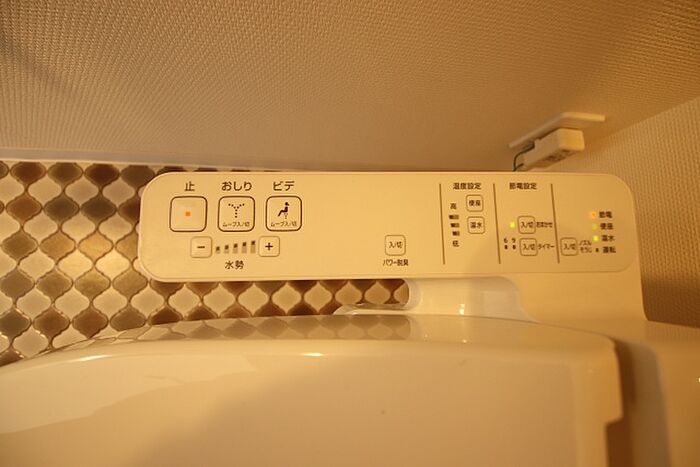 止
おしり
ムーブ入/切
ビデ
ムーブ入/切
−
+
水勢
入/切
パワー脱臭
温度設定
高
低
便座
温水
節電設定
入/切 おまかせ
6 9
入/切 タイマー
入/切 ノズルそうじ
節電
便座
温水
運転